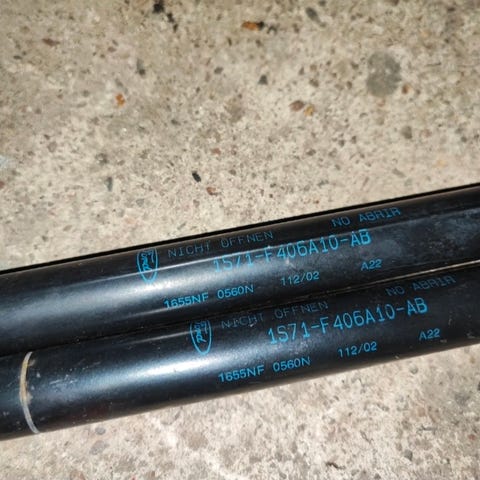 NICHT ÖFFNEN NO ABRIR
1S71-F406A10-AB
1655NF 0560N 112/02 A22
NICHT ÖFFNEN NO ABRIR
1S71-F406A10-AB
1655NF 0560N 112/02 A22